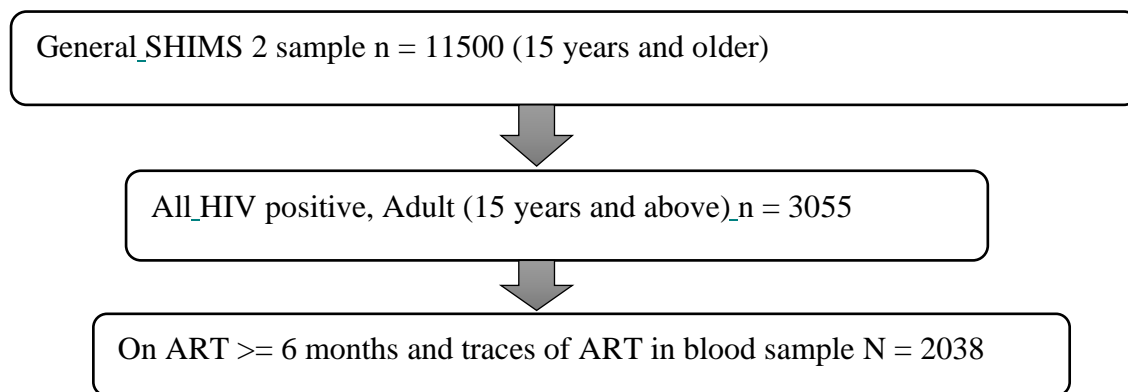 General SHIMS 2 sample n = 11500 (15 years and older)
All HIV positive, Adult (15 years and above) n = 3055
On ART >= 6 months and traces of ART in blood sample N = 2038